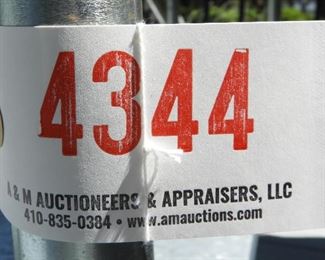 4344
A & M AUCTIONEERS & APPRAISERS, LLC
410-835-0384 • www.amauctions.com